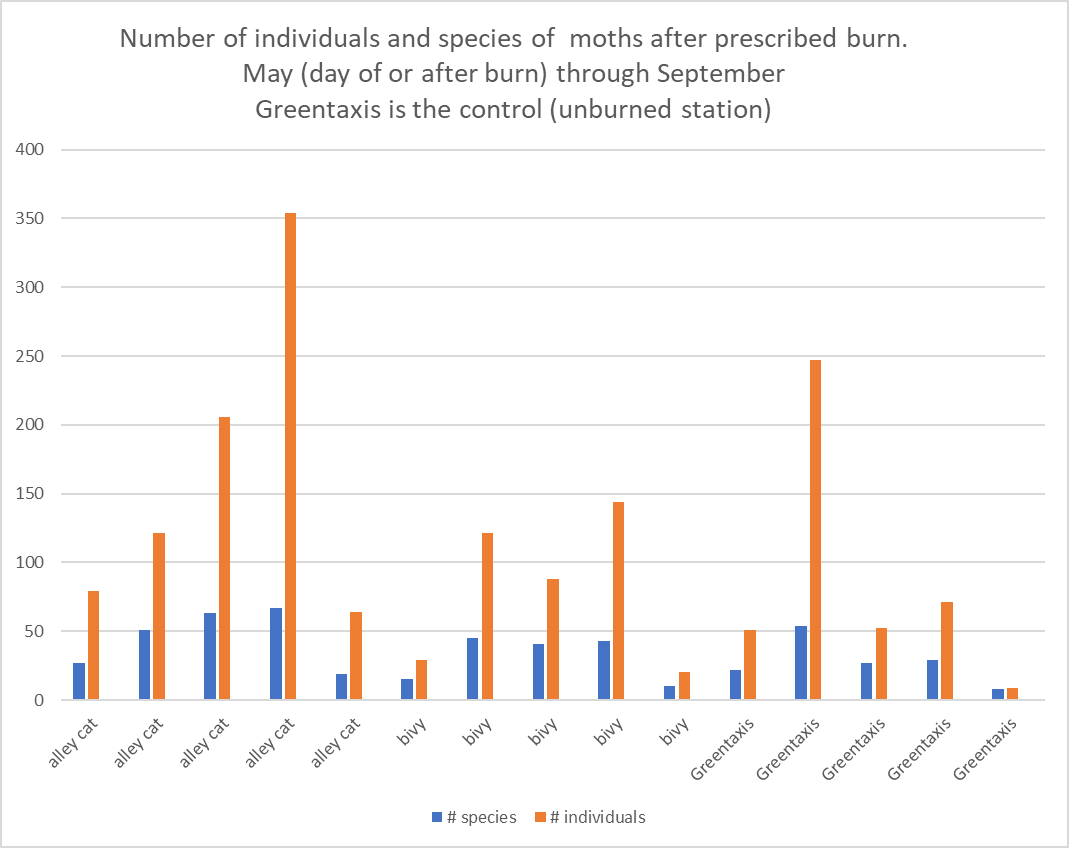 Number of individuals and species of  moths after prescribed burn.
May (day of or after burn) through September
Greentaxis is the control (unburned station)
400
350
300
250
200
150
100
50
0
alley cat
alley cat
alley cat
alley cat
alley cat
bivy
bivy
bivy
bivy
bivy
Greentaxis
Greentaxis
Greentaxis
Greentaxis
Greentaxis
# species
# individuals